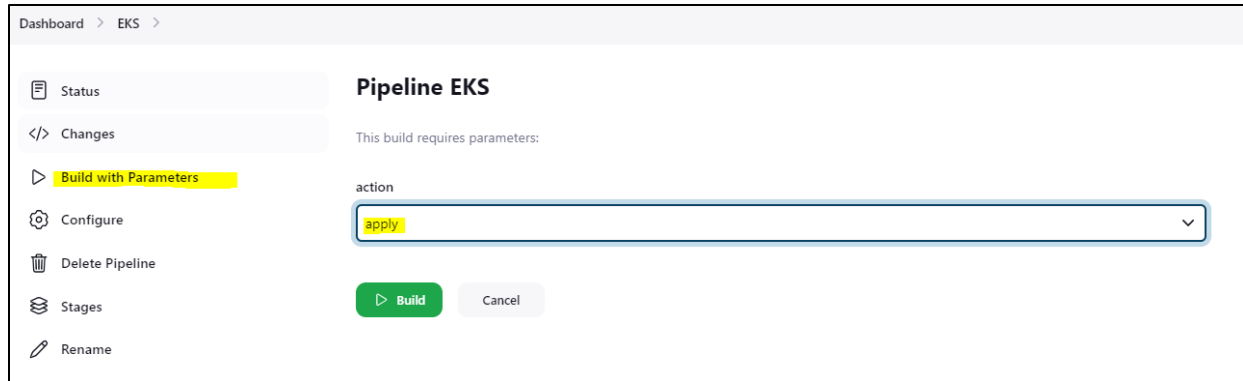 Dashboard > EKS >
Status
Changes
Build with Parameters
Configure
Delete Pipeline
Stages
Rename
Pipeline EKS
This build requires parameters:
action
apply
Build
Cancel